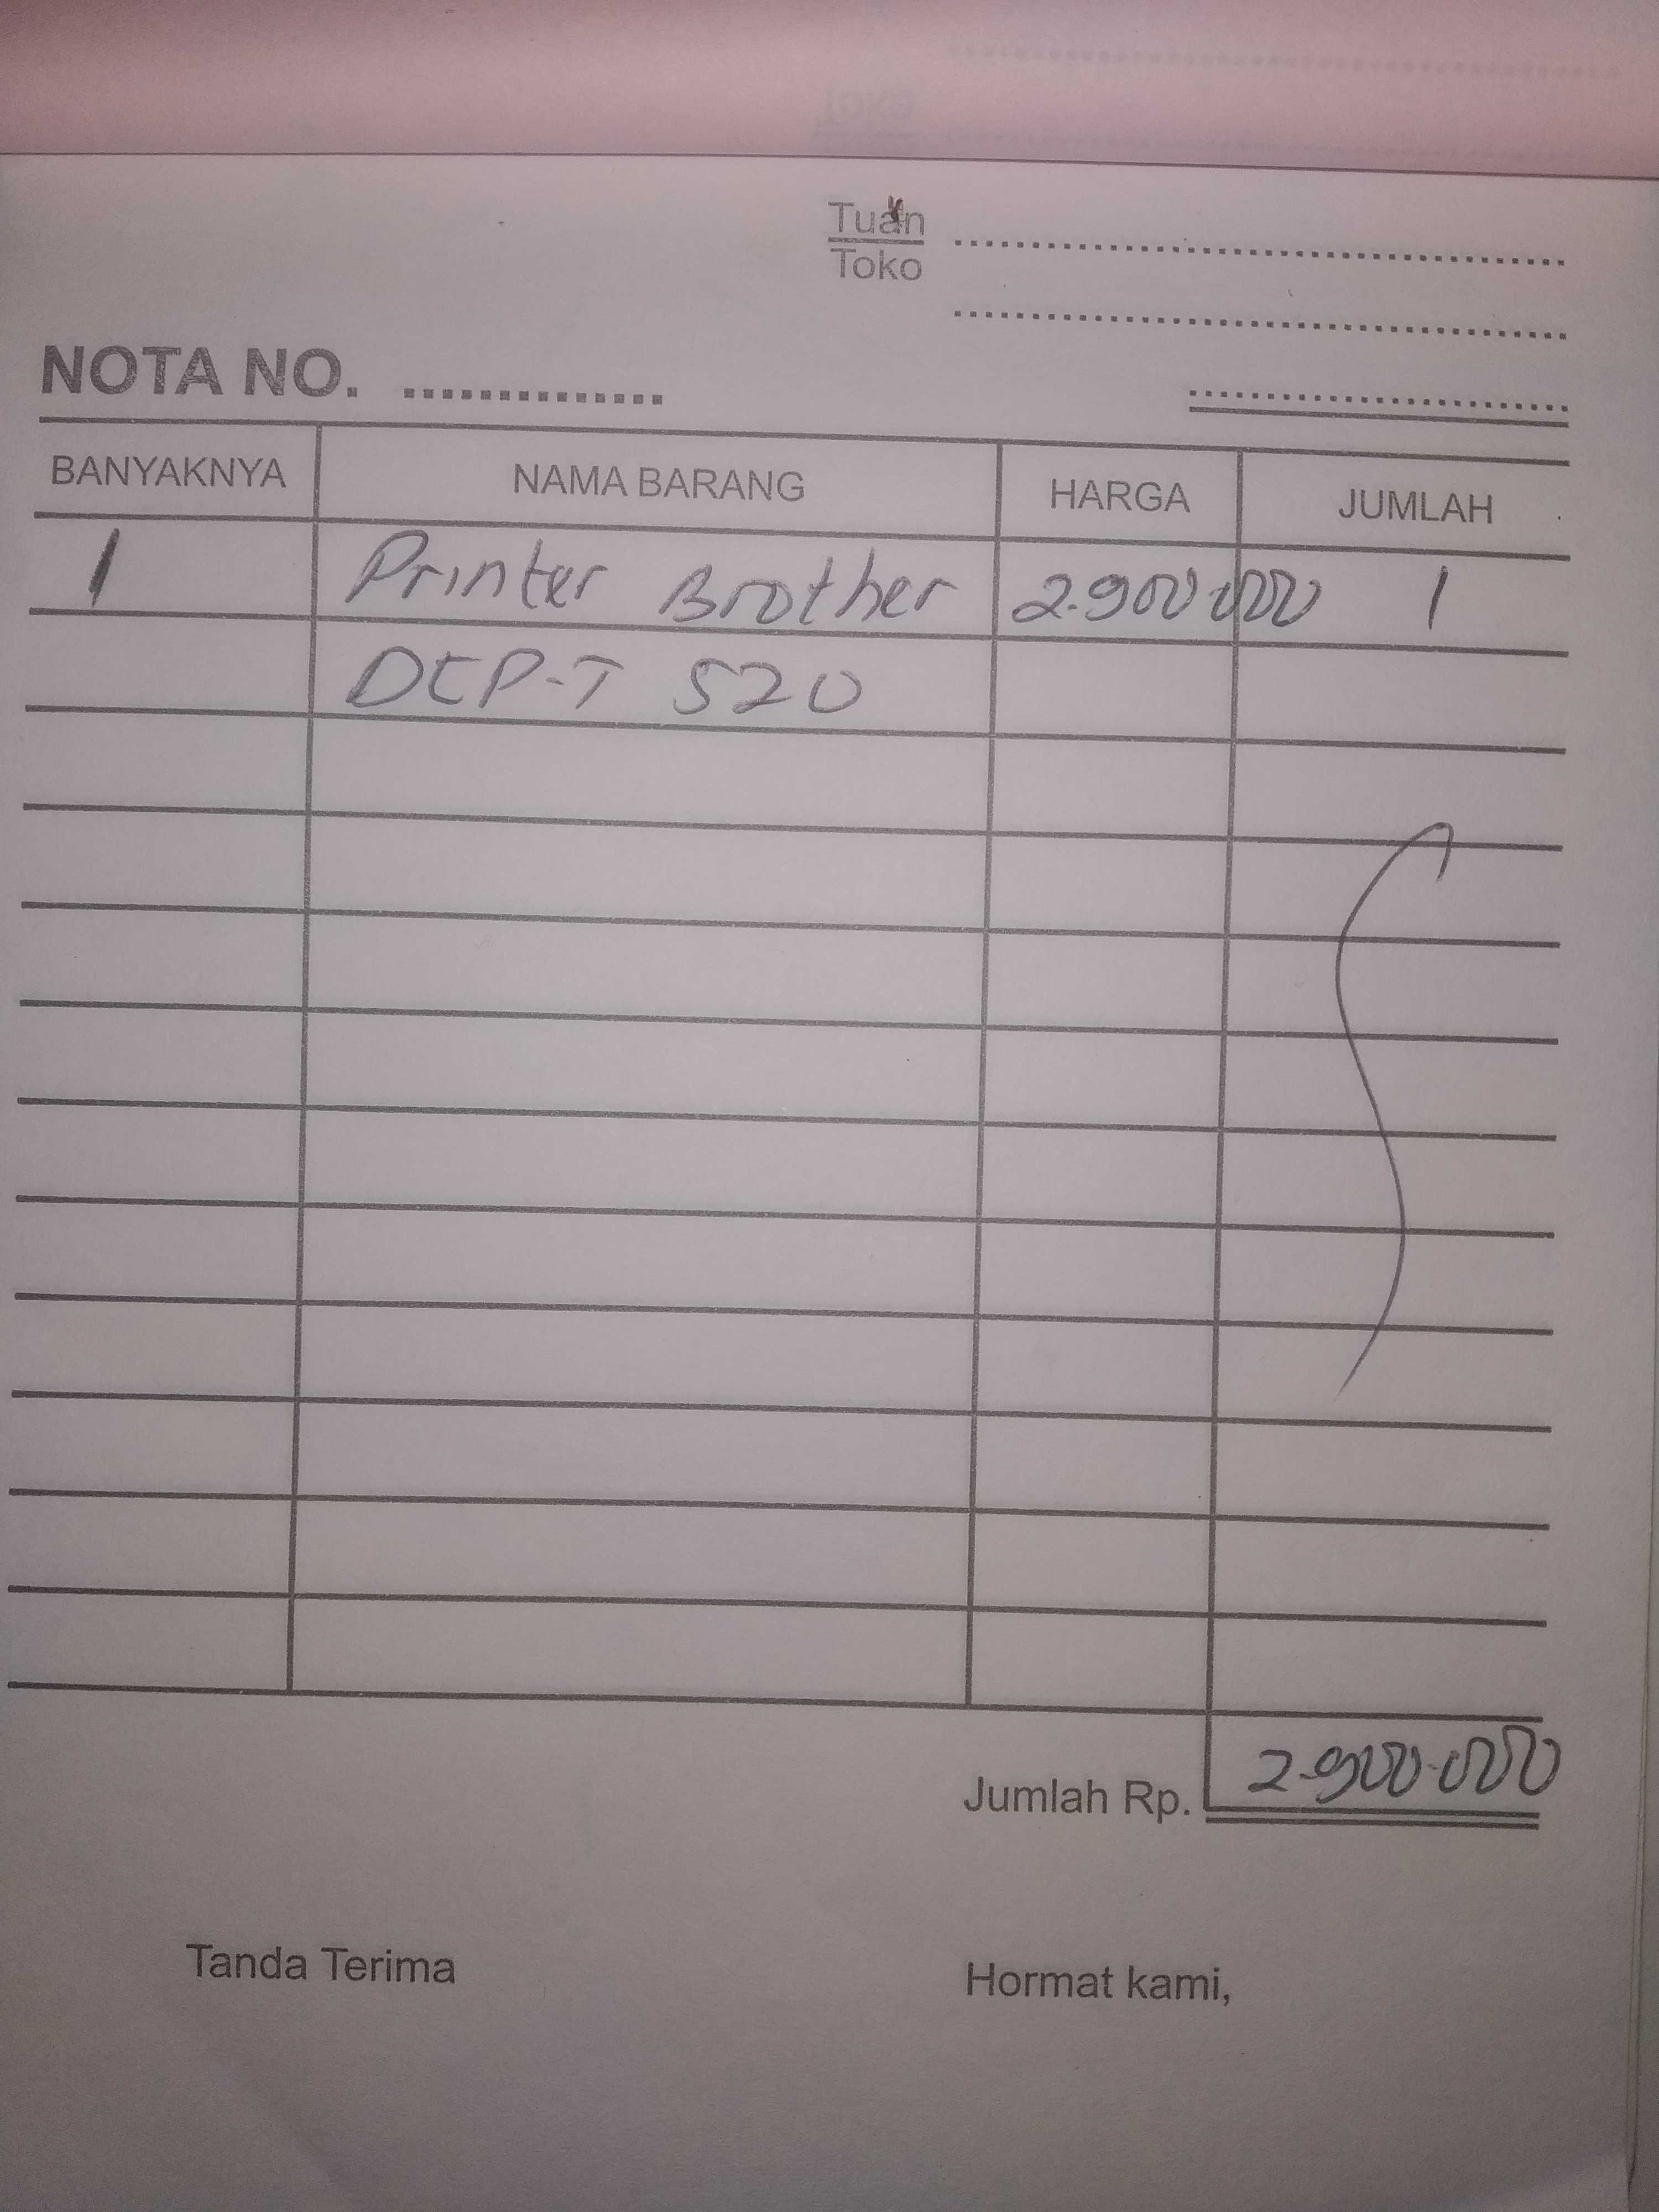 Tuan
Toko
NOTA NO.
BANYAKNYA NAMA BARANG HARGA JUMLAH
1 Printer Brother 2.900.000 1
DCP-T 520
Jumlah Rp. 2.900.000
Tanda Terima Hormat kami,